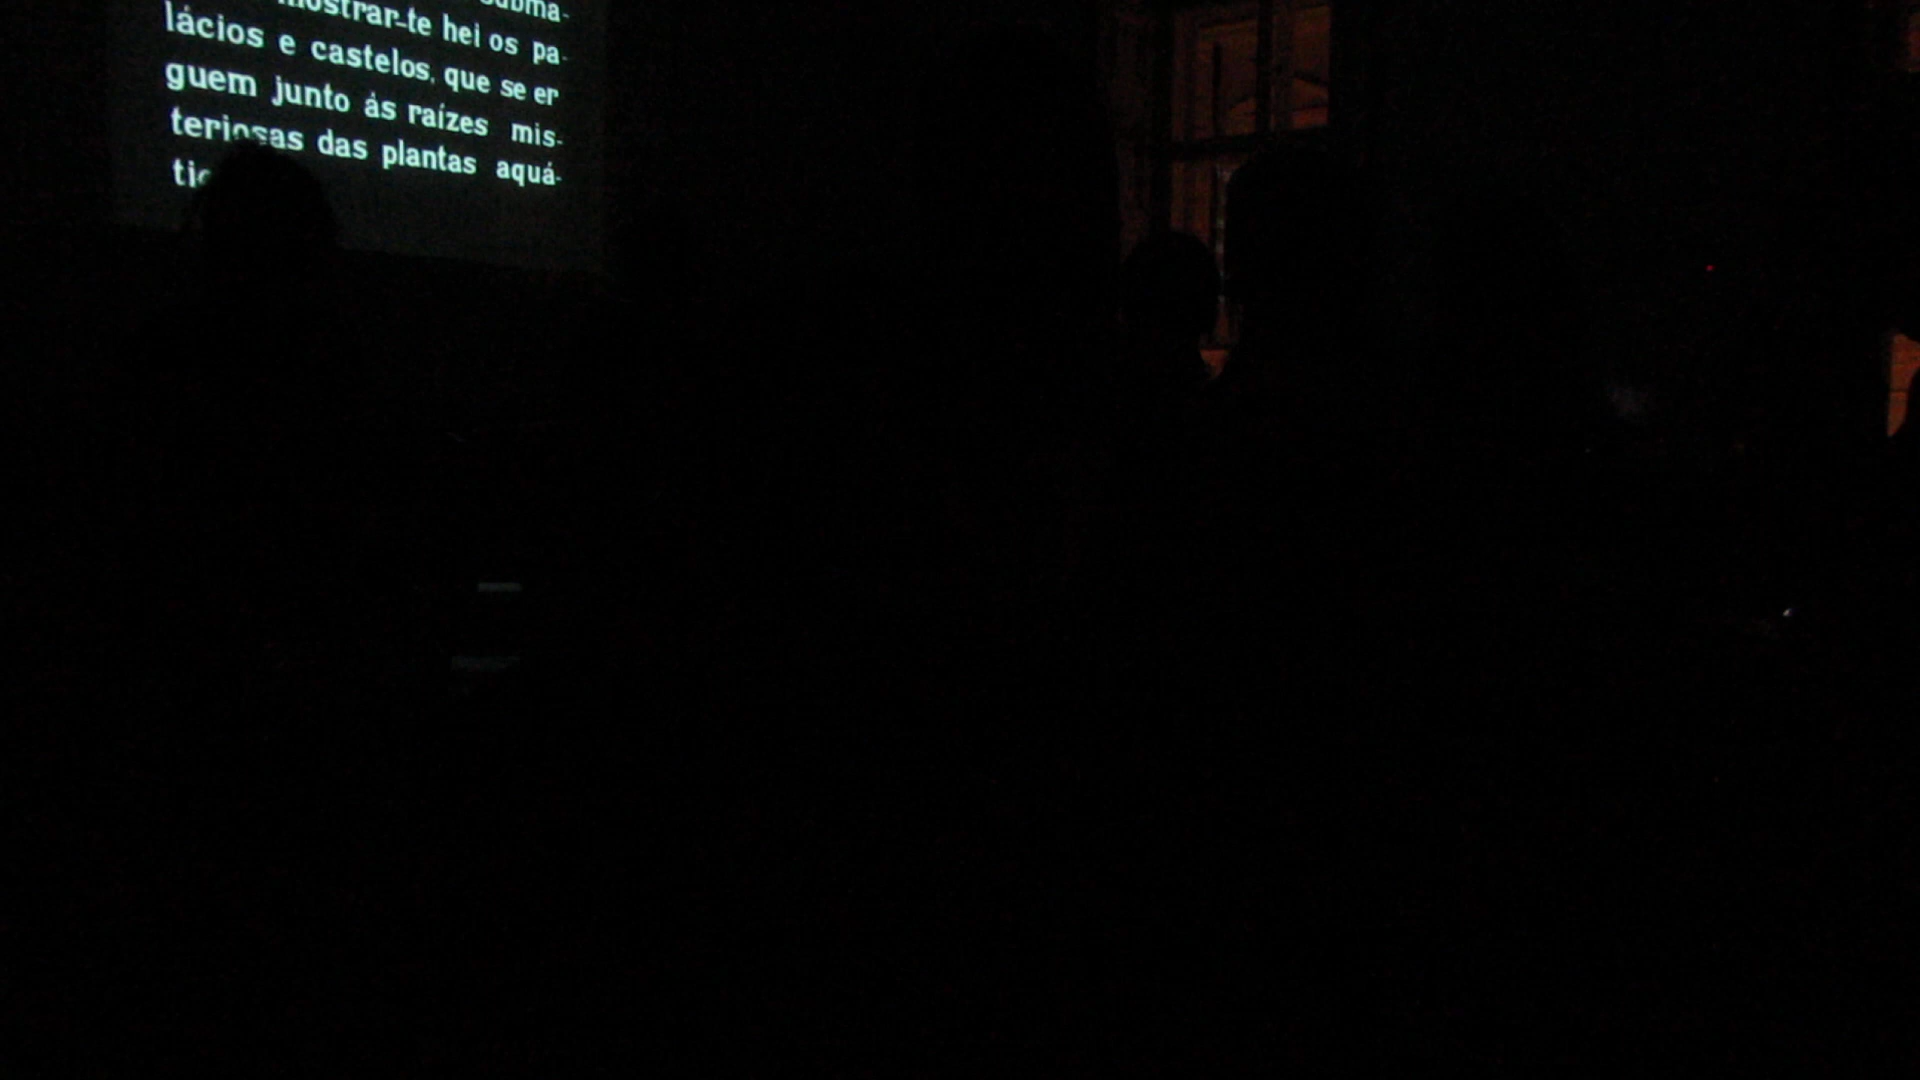 mostrar-te hei os pa-
lácios e castelos, que se er
guem junto ás raízes mis-
teriosas das plantas aquá-